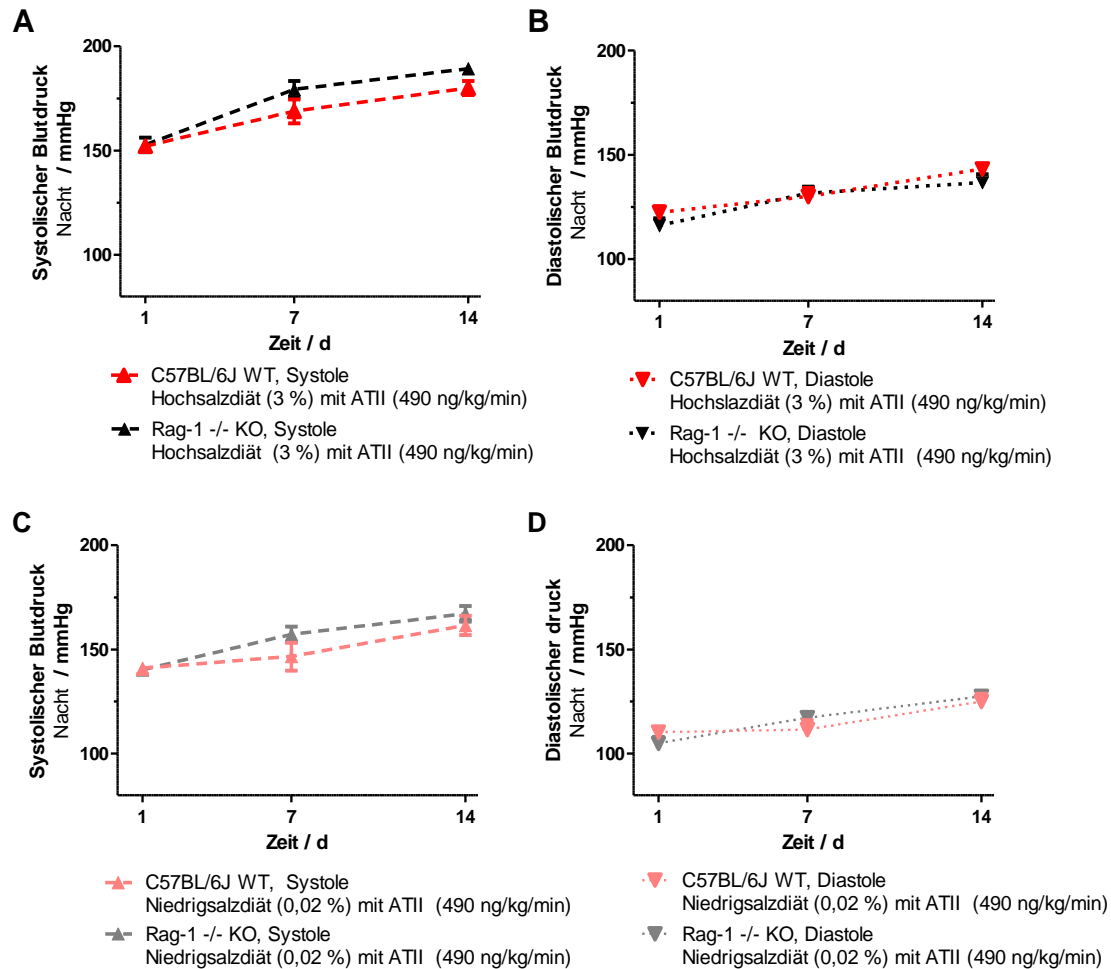 A
Systolischer Blutdruck
Nacht / mmHg
200
150
100
1
7
14
Zeit / d
C57BL/6J WT, Systole
Hochsalzdiät (3 %) mit ATII (490 ng/kg/min)
Rag-1 -/- KO, Systole
Hochsalzdiät (3 %) mit ATII (490 ng/kg/min)
B
Diastolischer Blutdruck
Nacht / mmHg
200
150
100
1
7
14
Zeit / d
C57BL/6J WT, Diastole
Hochslazdiät (3 %) mit ATII (490 ng/kg/min)
Rag-1 -/- KO, Diastole
Hochsalzdiät (3 %) mit ATII (490 ng/kg/min)
C
Systolischer Blutdruck
Nacht / mmHg
200
150
100
1
7
14
Zeit / d
C57BL/6J WT, Systole
Niedrigsalzdiät (0,02 %) mit ATII (490 ng/kg/min)
Rag-1 -/- KO, Systole
Niedrigsalzdiät (0,02 %) mit ATII (490 ng/kg/min)
D
Diastolischer druck
Nacht / mmHg
200
150
100
1
7
14
Zeit / d
C57BL/6J WT, Diastole
Niedrigsalzdiät (0,02 %) mit ATII (490 ng/kg/min)
Rag-1 -/- KO, Diastole
Niedrigsalzdiät (0,02 %) mit ATII (490 ng/kg/min)